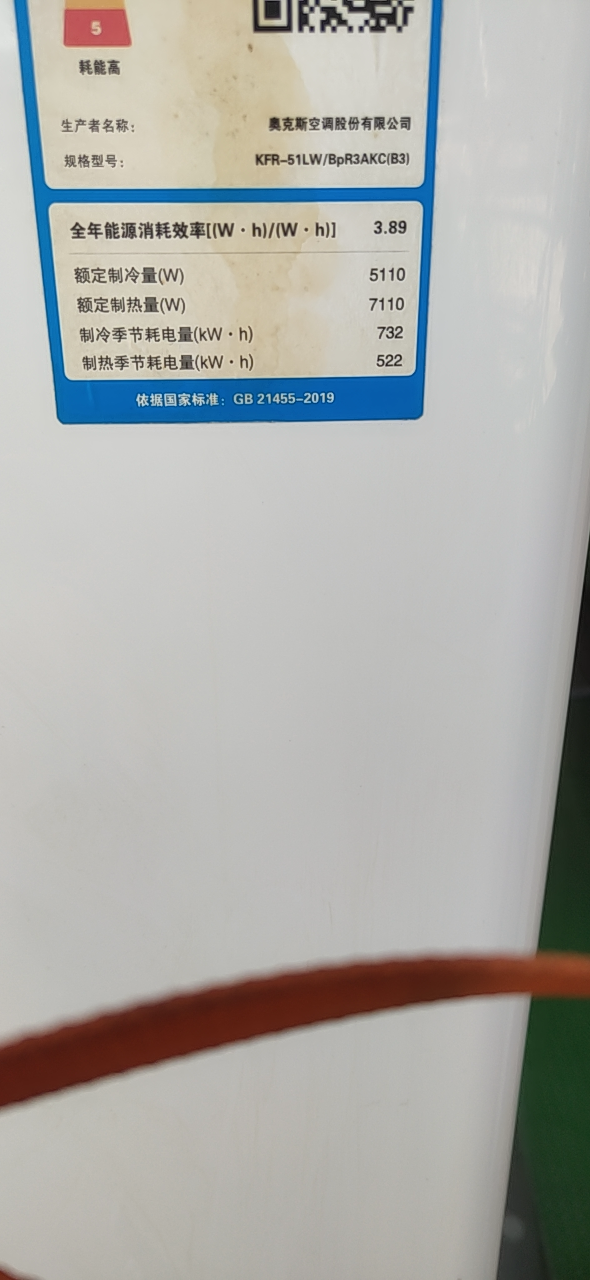 5
耗能高
生产者名称： 奥克斯空调股份有限公司
规格型号： KFR-51LW/BpR3AKC(B3)
全年能源消耗效率[(W·h)/(W·h)] 3.89
额定制冷量(W) 5110
额定制热量(W) 7110
制冷季节耗电量(kW·h) 732
制热季节耗电量(kW·h) 522
依据国家标准：GB 21455-2019